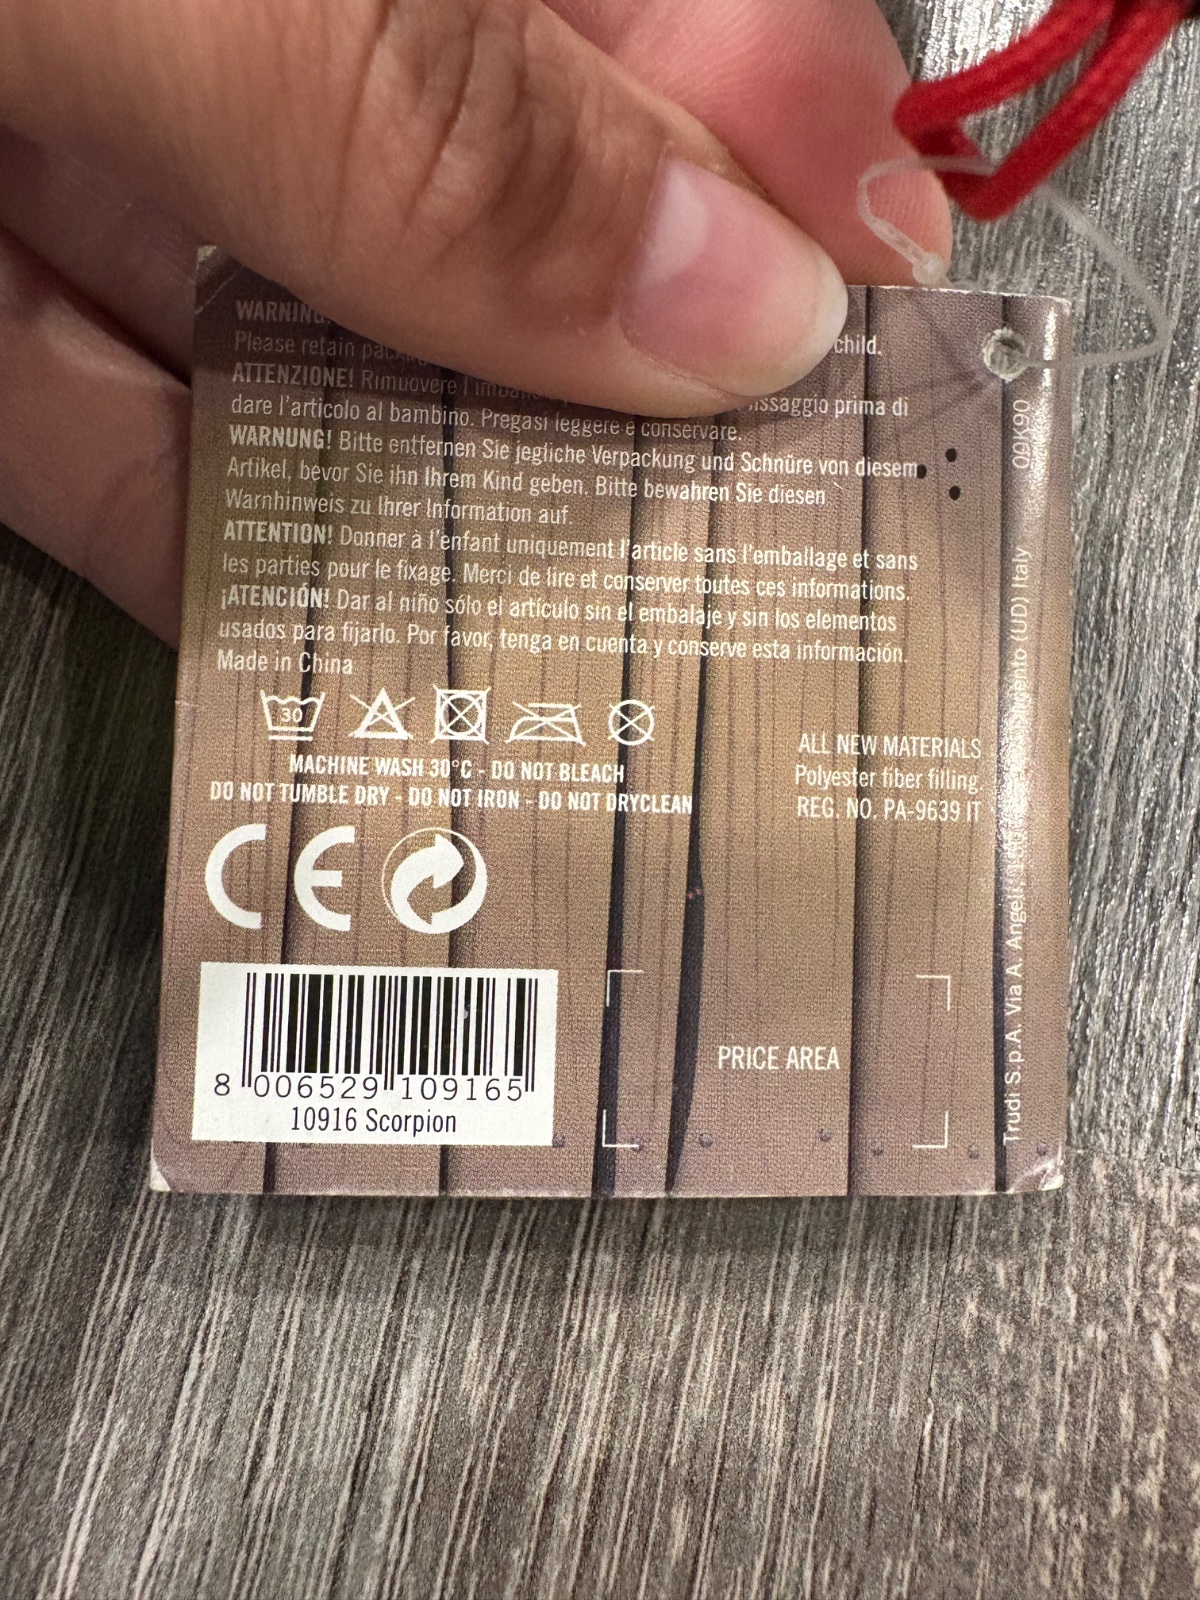 WARNING!
Please retain child.
ATTENZIONE! Rimuovere prima di
dare l'articolo al bambino. Pregasi leggere e conservare.
WARNUNG! Bitte entfernen Sie jegliche Verpackung und Schnüre von diesem
Artikel, bevor Sie ihn Ihrem Kind geben. Bitte bewahren Sie diesen
Warnhinweis zu Ihrer Information auf.
ATTENTION! Donner à l'enfant uniquement l'article sans l'emballage et sans
les parties pour le fixage. Merci de lire et conserver toutes ces informations.
¡ATENCIÓN! Dar al niño sólo el artículo sin el embalaje y sin los elementos
usados para fijarlo. Por favor, tenga en cuenta y conserve esta información.
Made in China
30
MACHINE WASH 30°C - DO NOT BLEACH
DO NOT TUMBLE DRY - DO NOT IRON - DO NOT DRYCLEAN
ALL NEW MATERIALS
Polyester fiber filling.
REG. NO. PA-9639 IT
CE
8 006529 109165
10916 Scorpion
PRICE AREA
Trudi S.p.A. Via A. Angeli, (UD) Italy
09K90